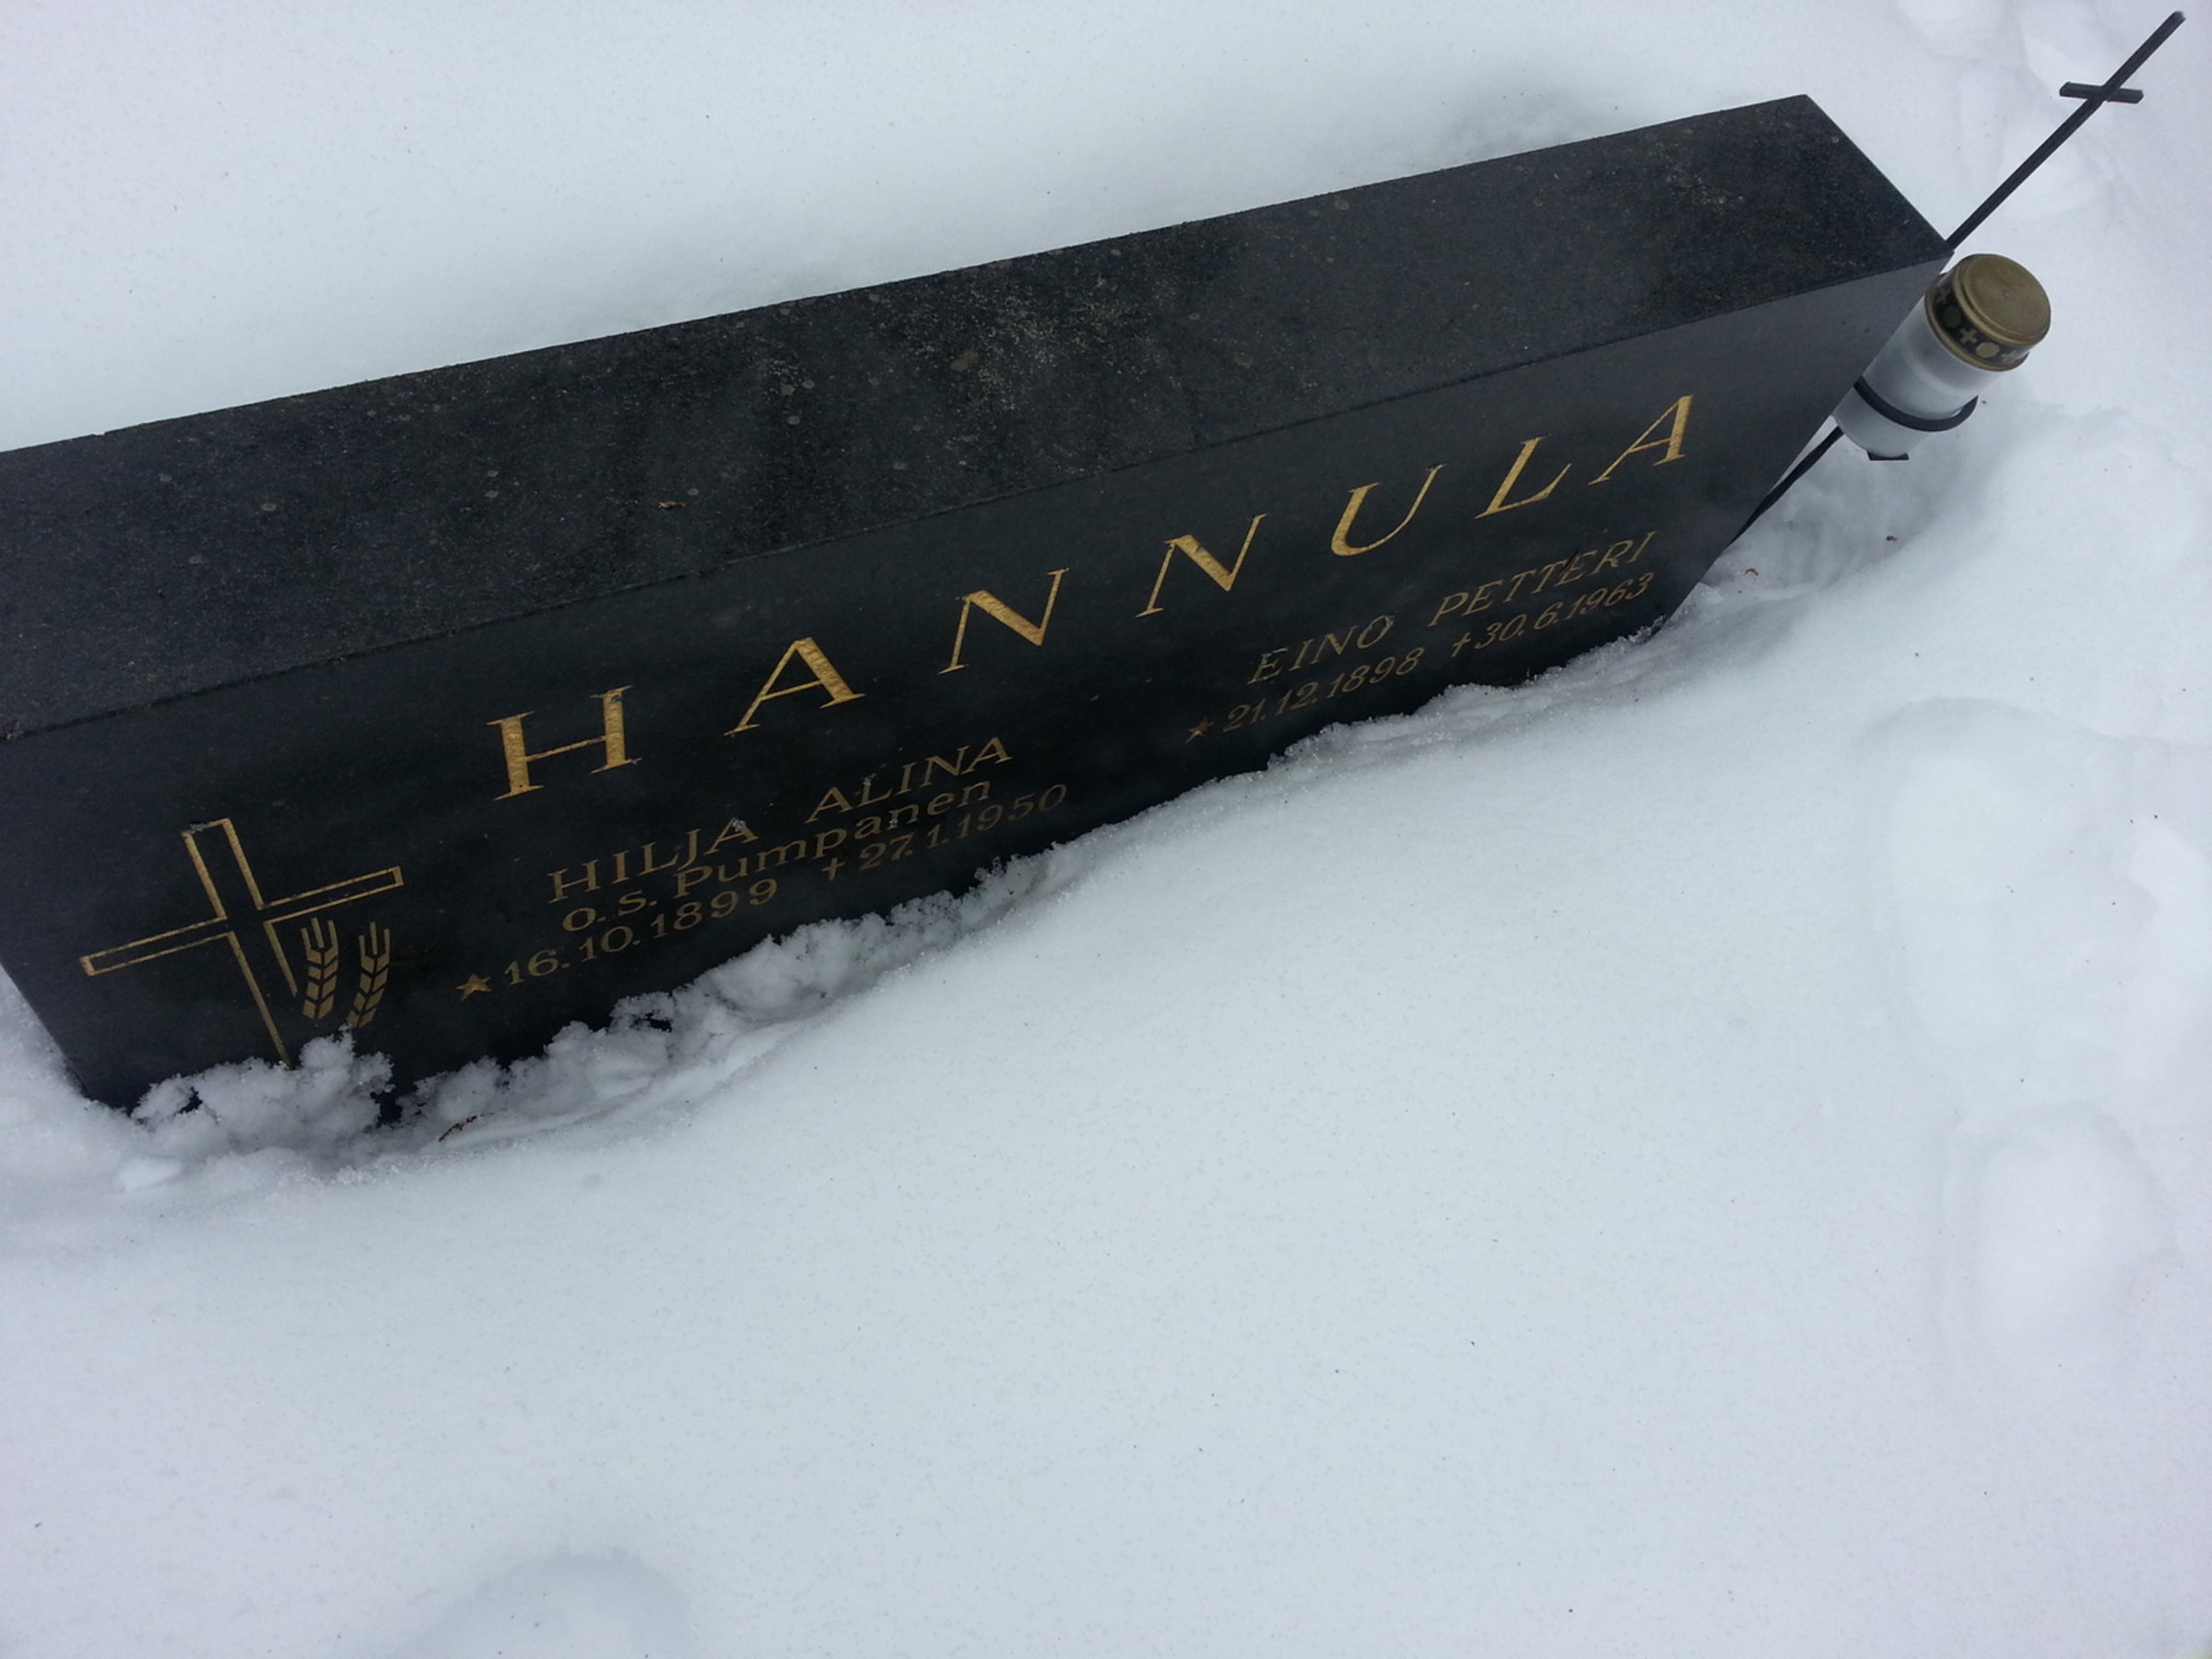 HANNULA
HILJA ALINA
o.s. Pumpanen
★16.10.1899 +27.1.1950
EINO PETTERI
★21.12.1898 +30.6.1963